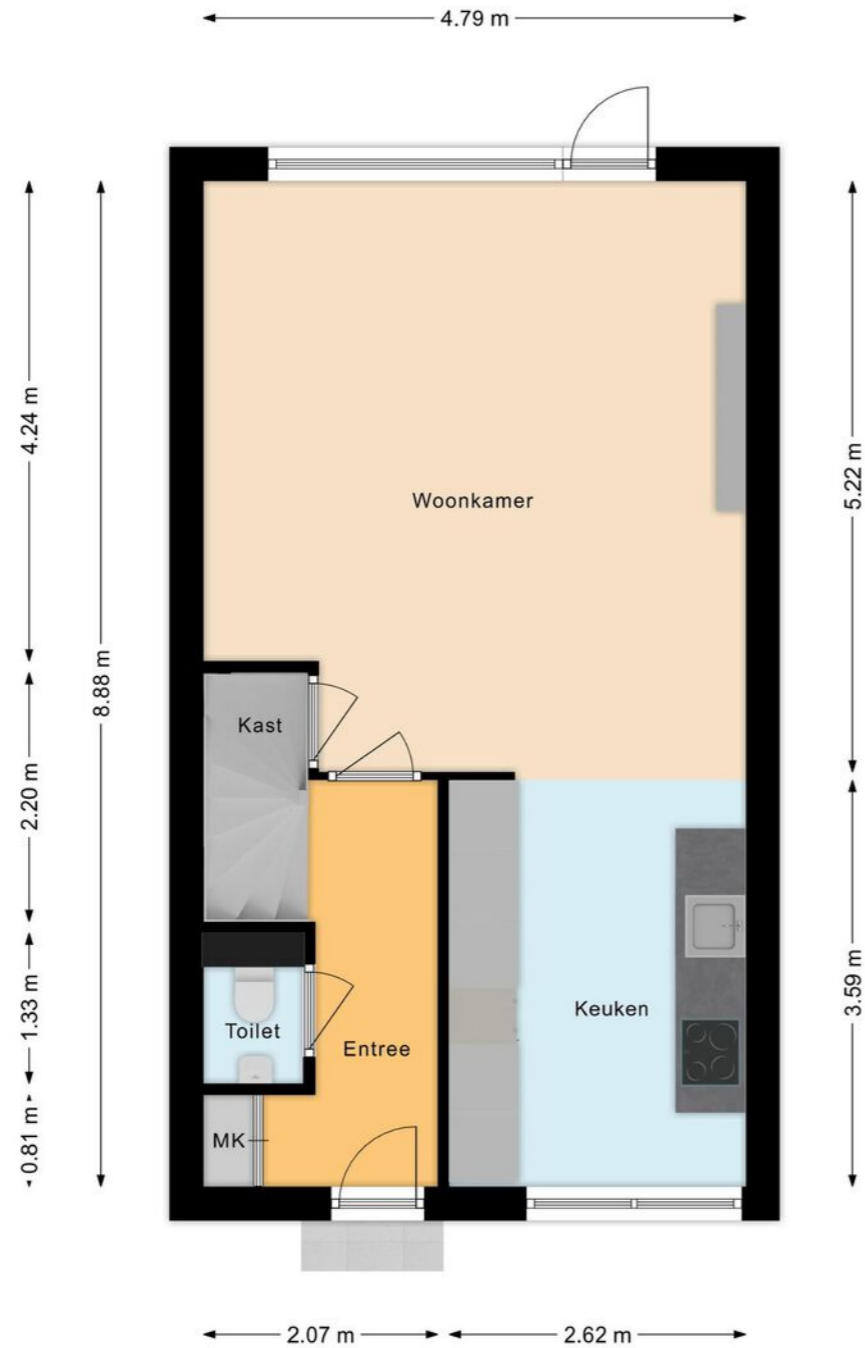 4.79 m
4.24 m
8.88 m
5.22 m
Woonkamer
Kast
2.20 m
1.33 m
Toilet
Entree
Keuken
3.59 m
0.81 m
MK
2.07 m
2.62 m